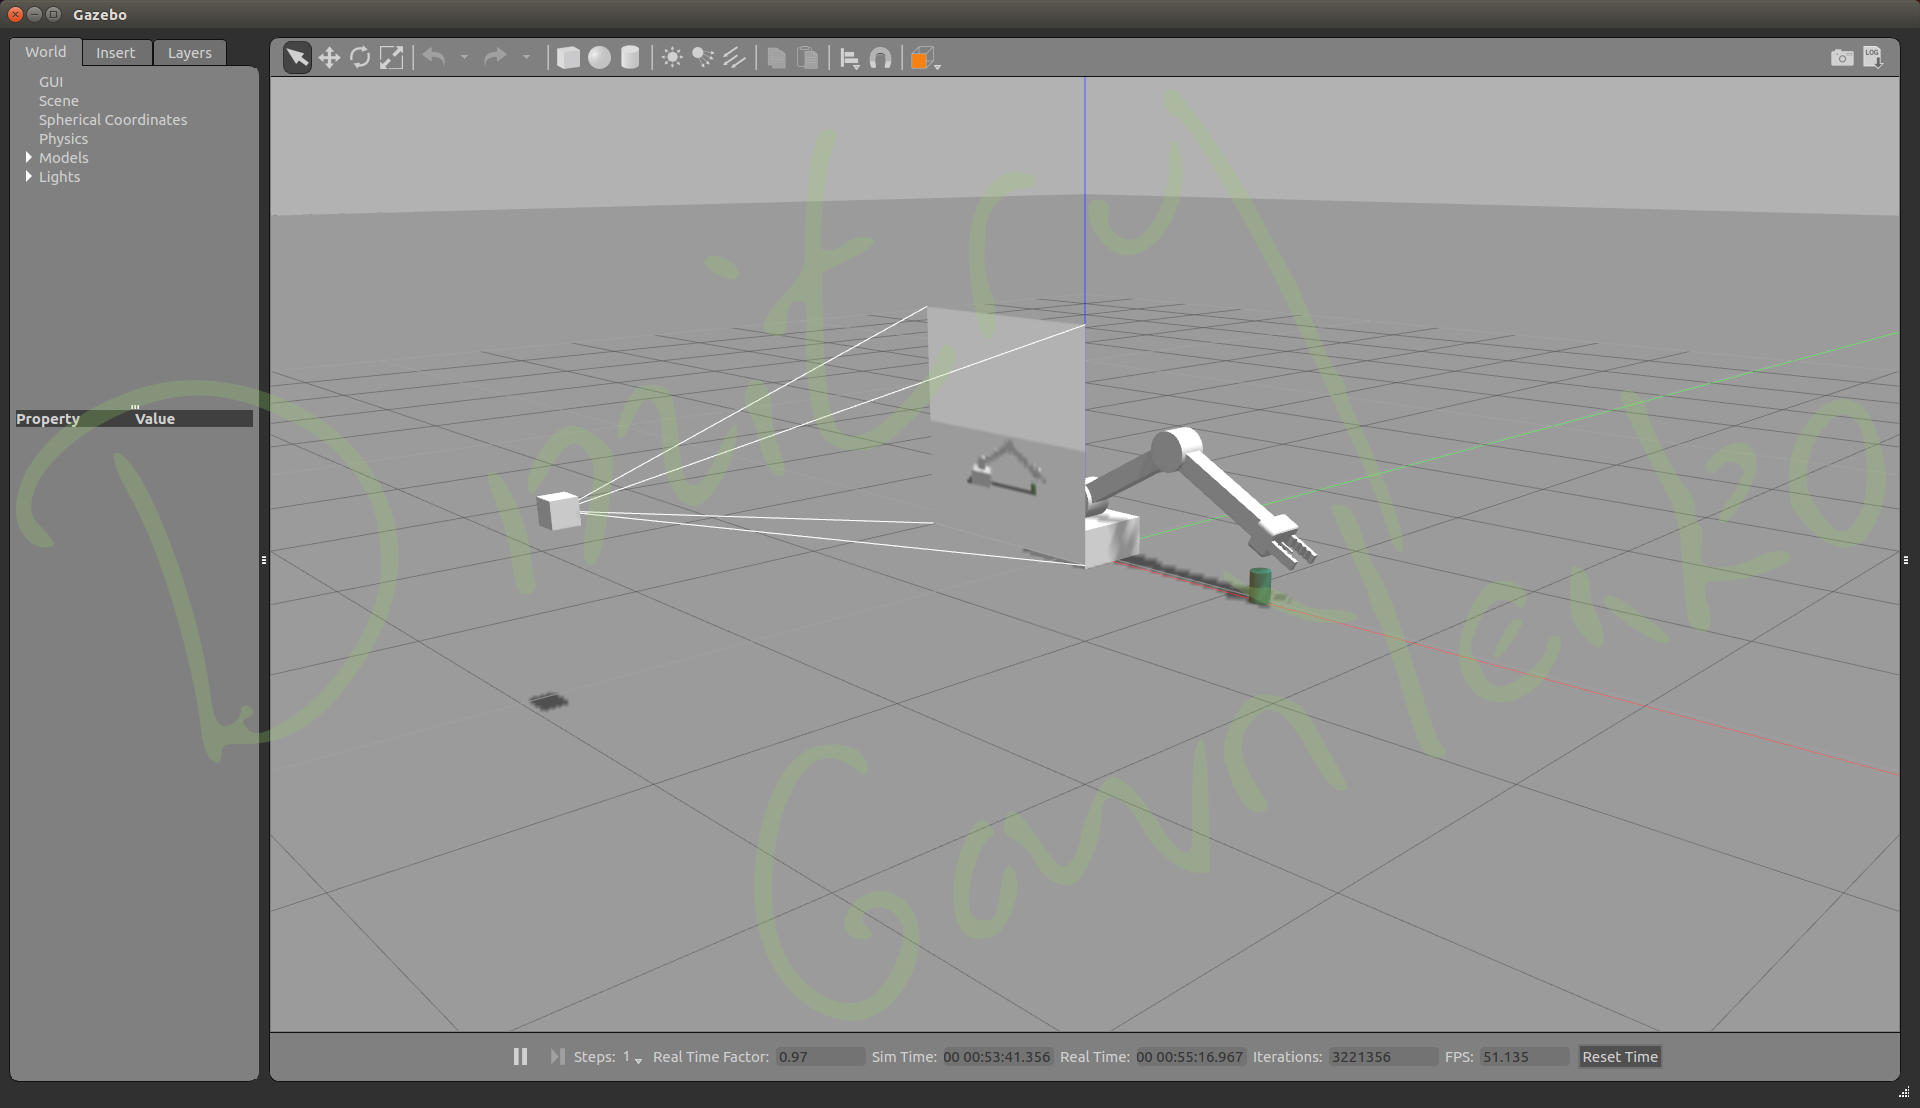 Gazebo
World Insert Layers
GUI
Scene
Spherical Coordinates
Physics
Models
Lights
Property Value
LOG
Dmitry
Gavrilenko
Steps: 1 Real Time Factor: 0.97 Sim Time: 00 00:53:41.356 Real Time: 00 00:55:16.967 Iterations: 3221356 FPS: 51.135 Reset Time